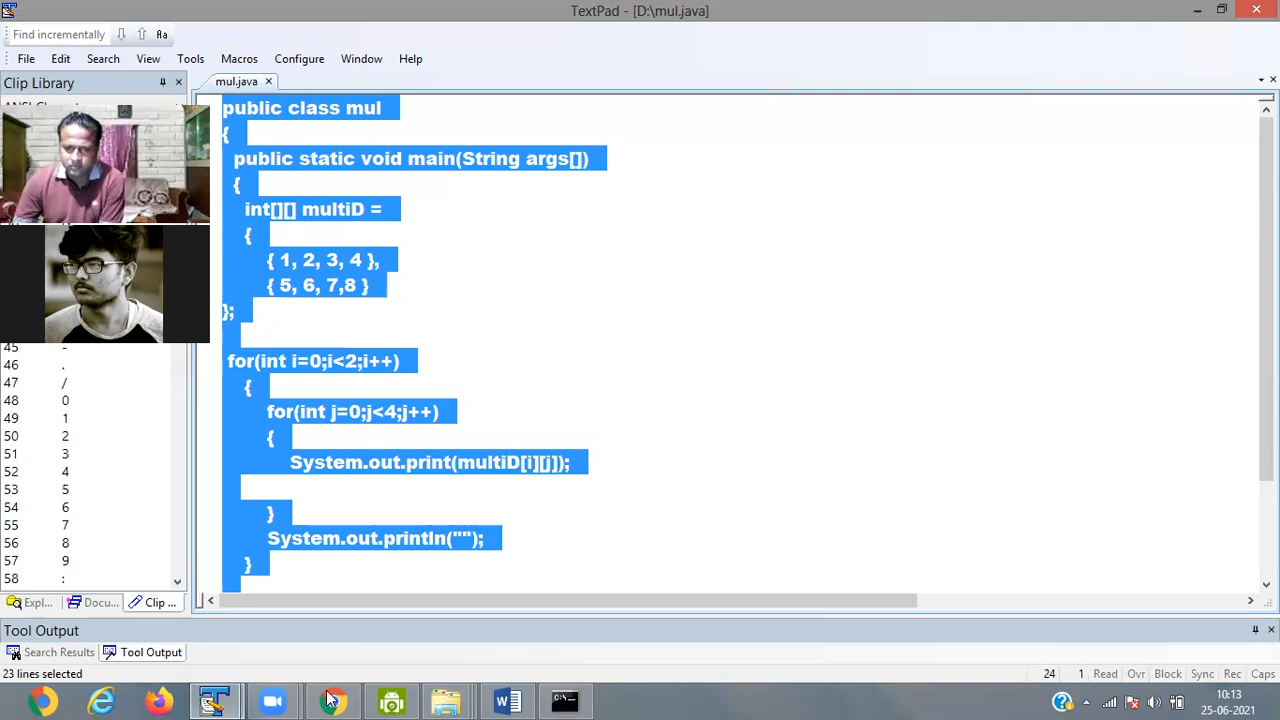 TextPad - [D:\mul.java]
Find incrementally
File Edit Search View Tools Macros Configure Window Help
Clip Library
mul.java
public class mul
{
public static void main(String args[])
{
int[][] multiD =
{
{ 1, 2, 3, 4 },
{ 5, 6, 7,8 }
};
for(int i=0;i<2;i++)
{
for(int j=0;j<4;j++)
{
System.out.print(multiD[i][j]);
}
System.out.println("");
}
45 -
46 .
47 /
48 0
49 1
50 2
51 3
52 4
53 5
54 6
55 7
56 8
57 9
58 :
Expl... Docu... Clip ...
Tool Output
Search Results Tool Output
23 lines selected
24 1 Read Ovr Block Sync Rec Caps
10:13
25-06-2021